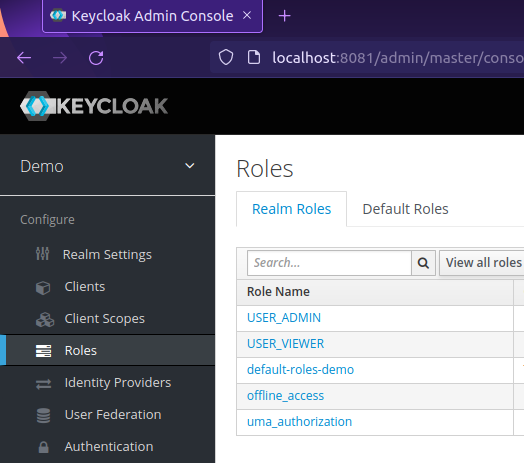 Keycloak Admin Console
localhost:8081/admin/master/conso
KEYCLOAK
Demo
Configure
Realm Settings
Clients
Client Scopes
Roles
Identity Providers
User Federation
Authentication
Roles
Realm Roles Default Roles
Search... View all roles
Role Name
USER_ADMIN
USER_VIEWER
default-roles-demo
offline_access
uma_authorization